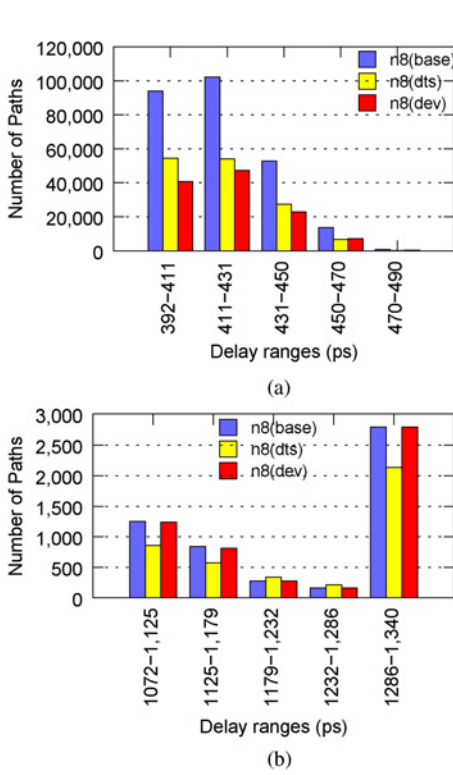 120,000
100,000
80,000
60,000
40,000
20,000
0
Number of Paths
n8(base)
n8(dts)
n8(dev)
392-411
411-431
431-450
450-470
470-490
Delay ranges (ps)
(a)
3,000
2,500
2,000
1,500
1,000
500
0
Number of Paths
n8(base)
n8(dts)
n8(dev)
1072-1,125
1125-1,179
1179-1,232
1232-1,286
1286-1,340
Delay ranges (ps)
(b)